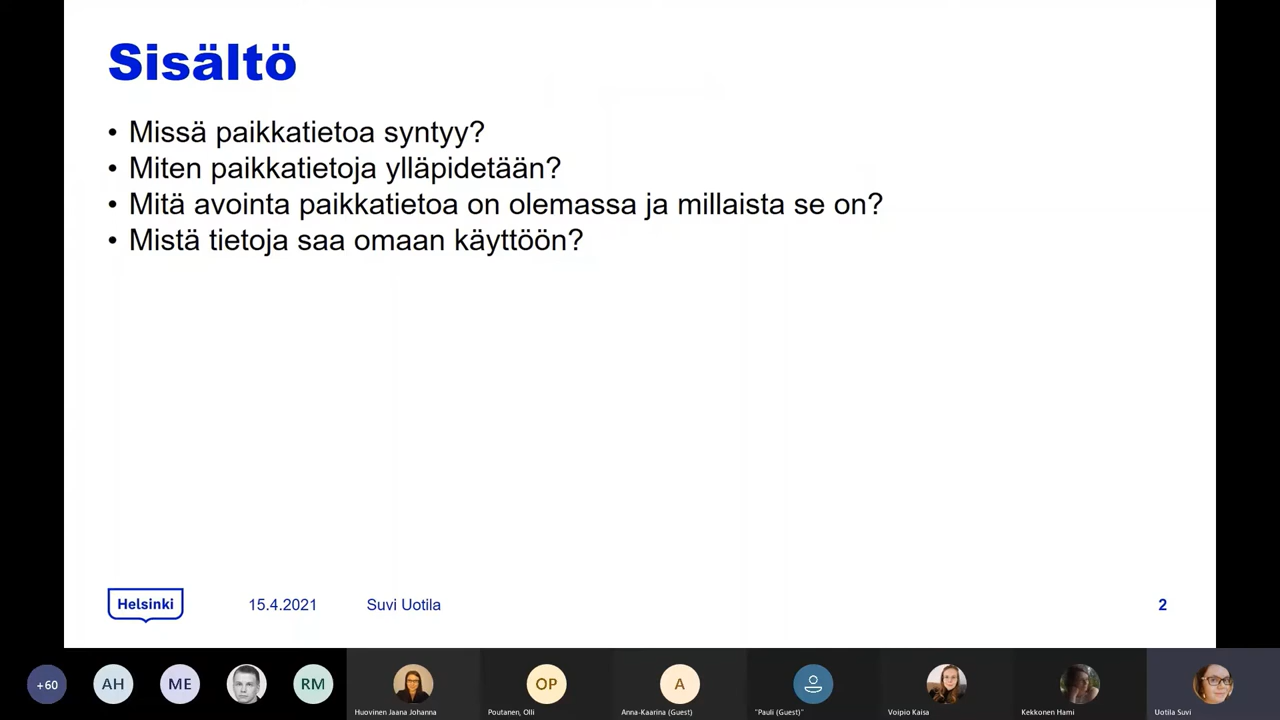 Sisältö
• Missä paikkatietoa syntyy?
• Miten paikkatietoja ylläpidetään?
• Mitä avointa paikkatietoa on olemassa ja millaista se on?
• Mistä tietoja saa omaan käyttöön?
Helsinki 15.4.2021 Suvi Uotila 2
+60 AH ME RM OP A
Huovinen Jaana Johanna Poutanen, Olli Anna-Kaarina (Guest) "Pauli (Guest)" Voipio Kaisa Kekkonen Hami Uotila Suvi